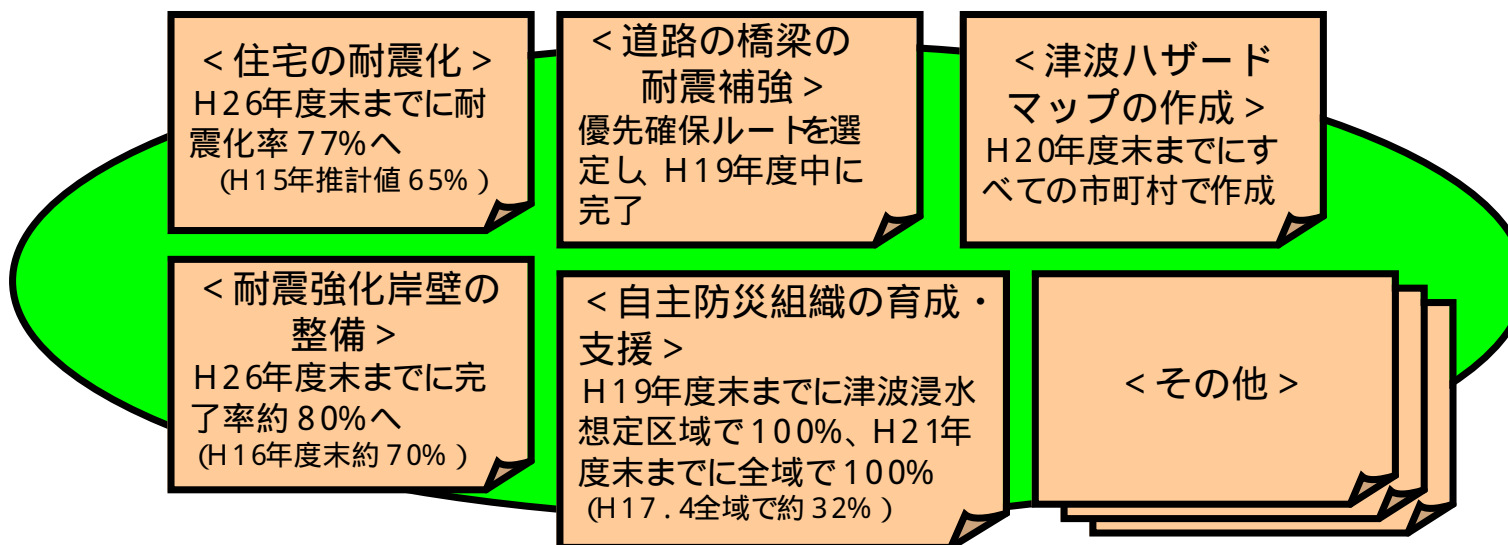 ＜住宅の耐震化＞
H26年度末までに耐
震化率77%へ
（H15年推計値65%）
＜道路の橋梁の
耐震補強＞
優先確保ルートを選
定し、H19年度中に
完了
＜津波ハザード
マップの作成＞
H20年度末までにす
べての市町村で作成
＜耐震強化岸壁の
整備＞
H26年度末までに完
了率約80%へ
（H16年度末約70%）
＜自主防災組織の育成・
支援＞
H19年度末までに津波浸水
想定区域で100%、H21年
度末までに全域で100%
（H17.4全域で約32%）
＜その他＞